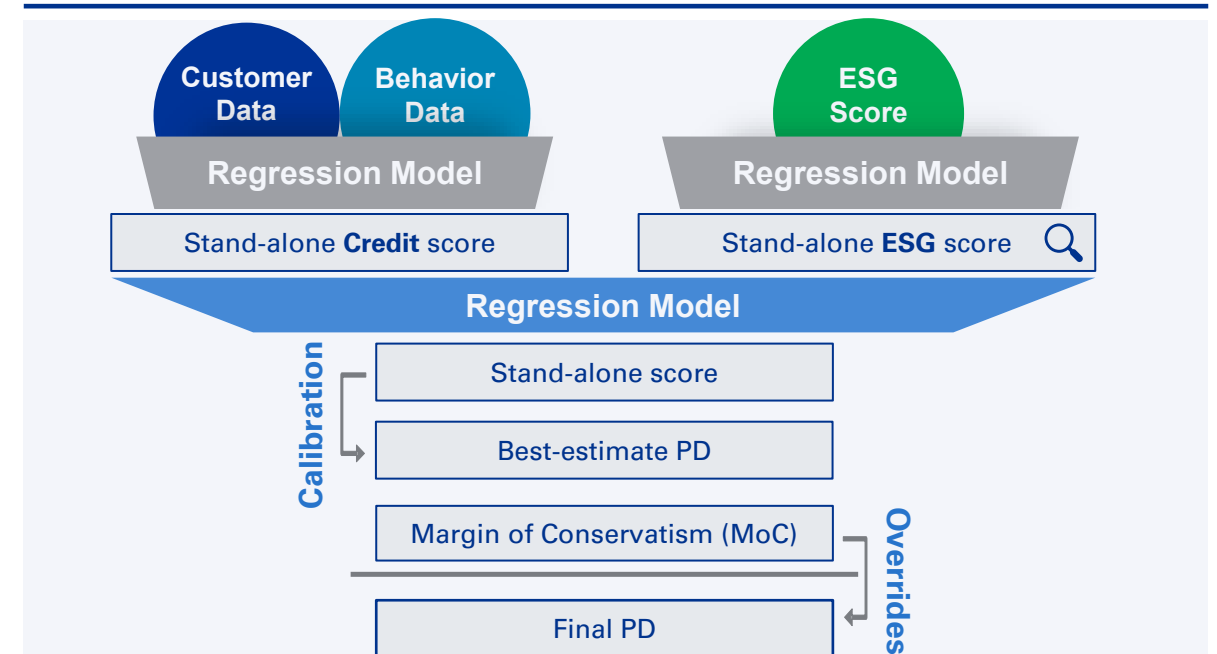 Customer
Data
Behavior
Data
ESG
Score
Regression Model
Regression Model
Stand-alone Credit score
Stand-alone ESG score
Regression Model
Calibration
Stand-alone score
Best-estimate PD
Margin of Conservatism (MoC)
Overrides
Final PD